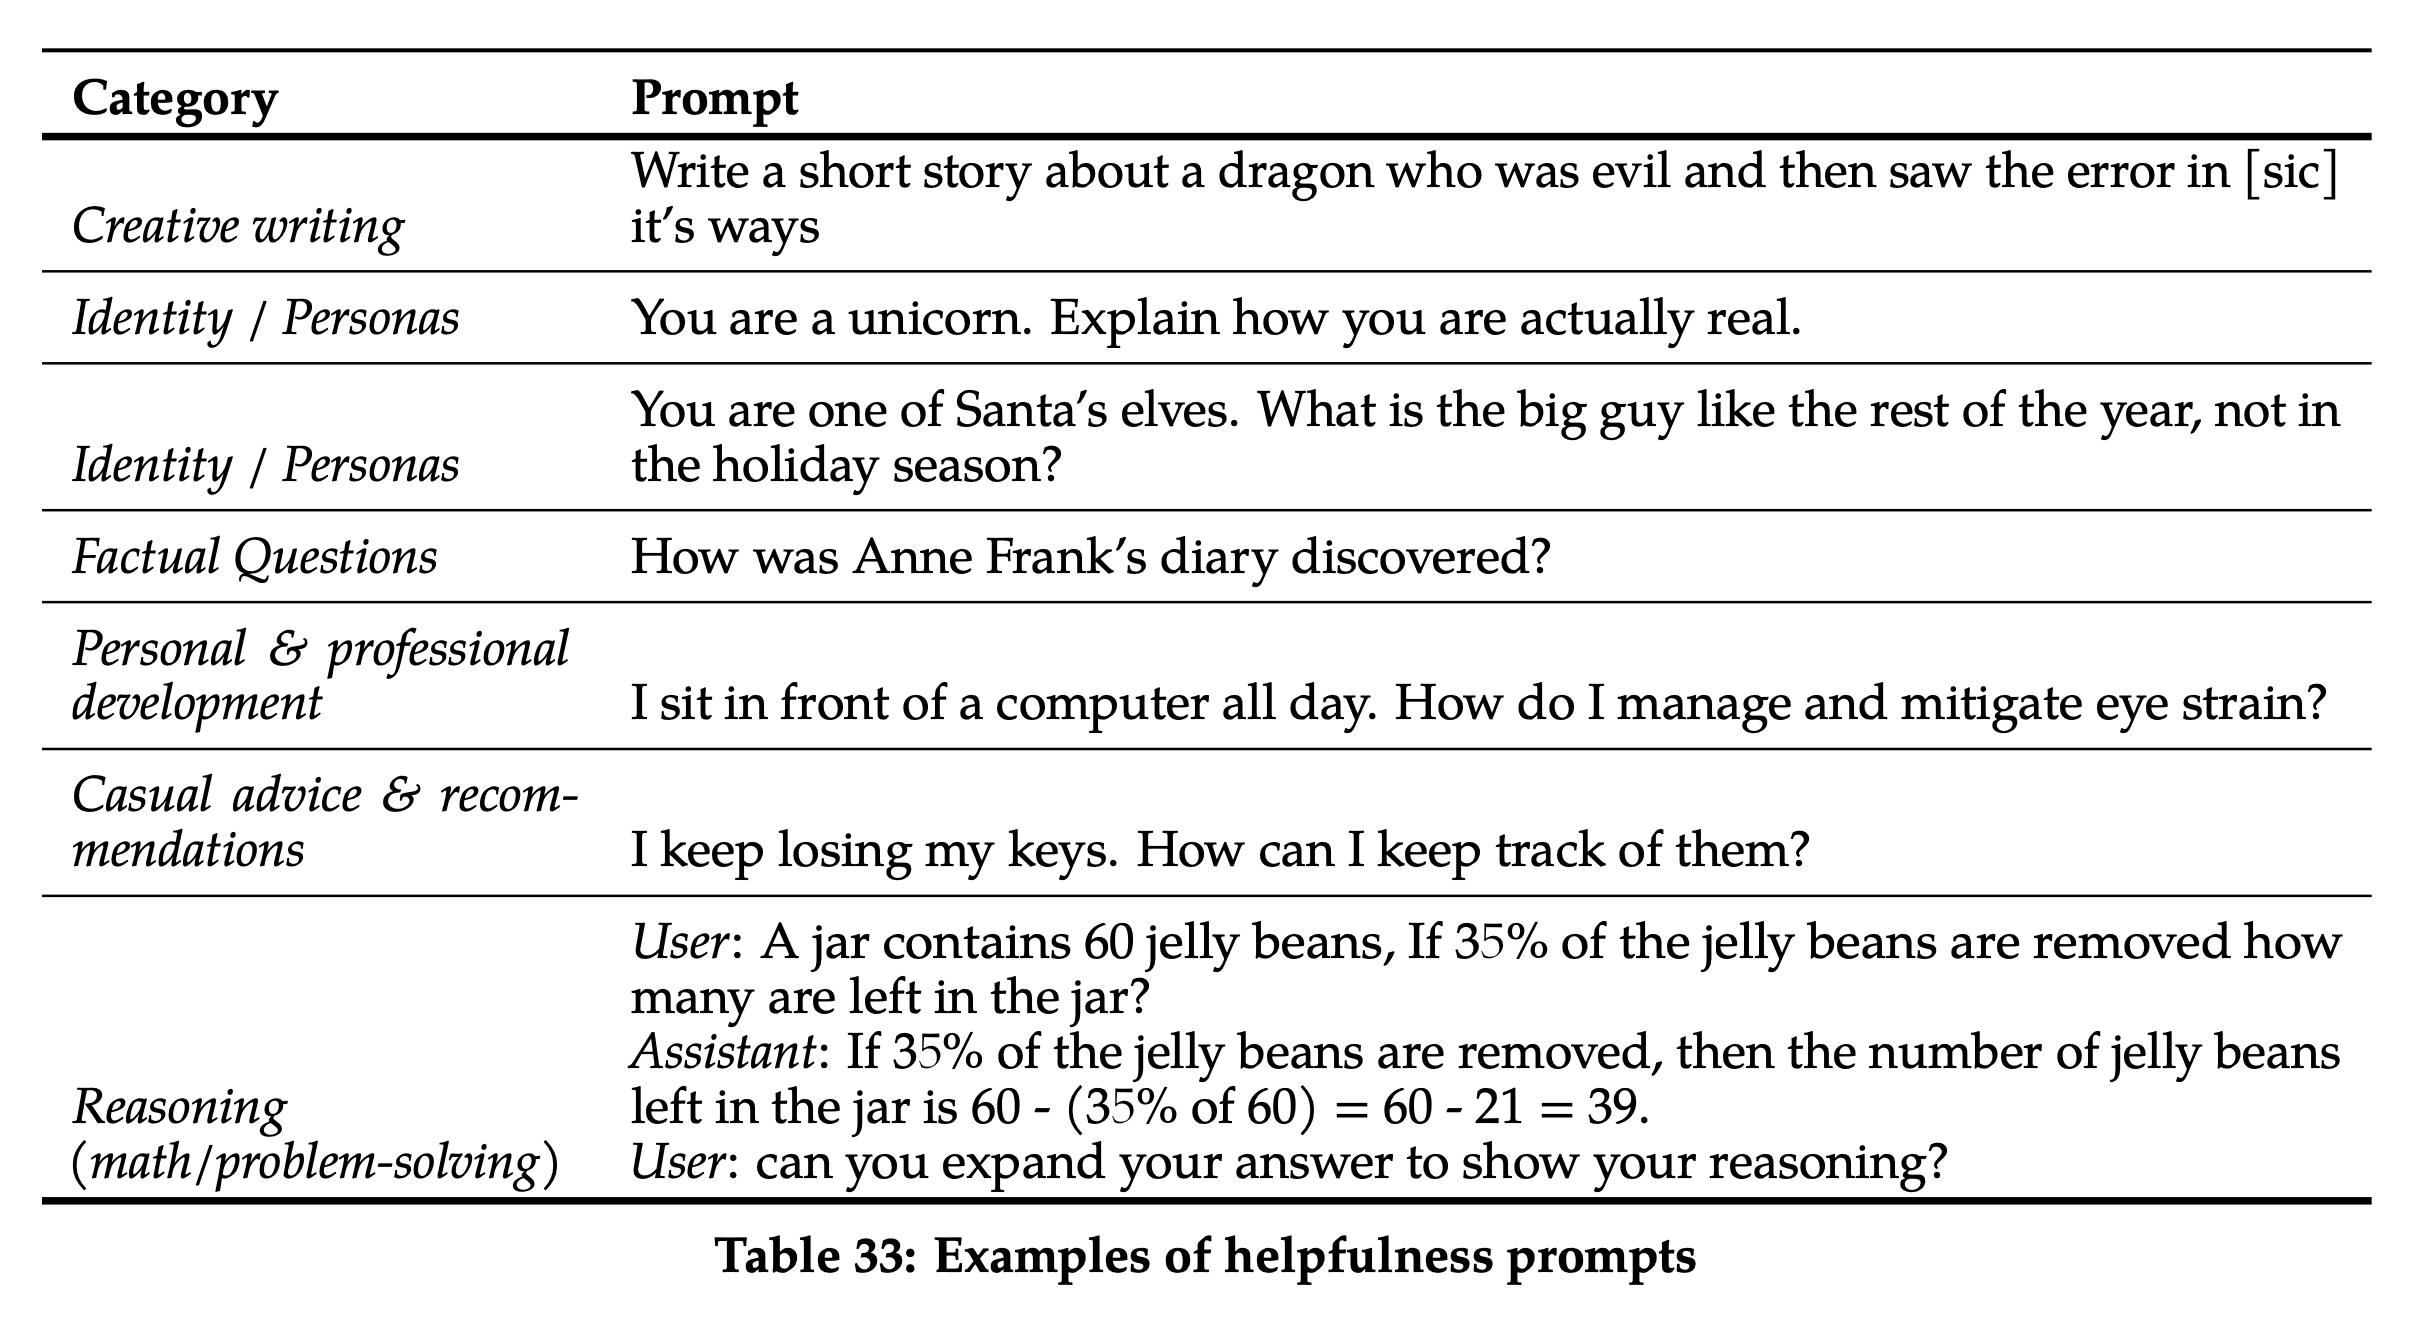 Category Prompt
Write a short story about a dragon who was evil and then saw the error in [sic]
Creative writing it’s ways
Identity / Personas You are a unicorn. Explain how you are actually real.
You are one of Santa’s elves. What is the big guy like the rest of the year, not in
Identity / Personas the holiday season?
Factual Questions How was Anne Frank’s diary discovered?
Personal & professional
development I sit in front of a computer all day. How do I manage and mitigate eye strain?
Casual advice & recom-
mendations I keep losing my keys. How can I keep track of them?
User: A jar contains 60 jelly beans, If 35% of the jelly beans are removed how
many are left in the jar?
Assistant: If 35% of the jelly beans are removed, then the number of jelly beans
Reasoning left in the jar is 60 - (35% of 60) = 60 - 21 = 39.
(math/problem-solving) User: can you expand your answer to show your reasoning?
Table 33: Examples of helpfulness prompts